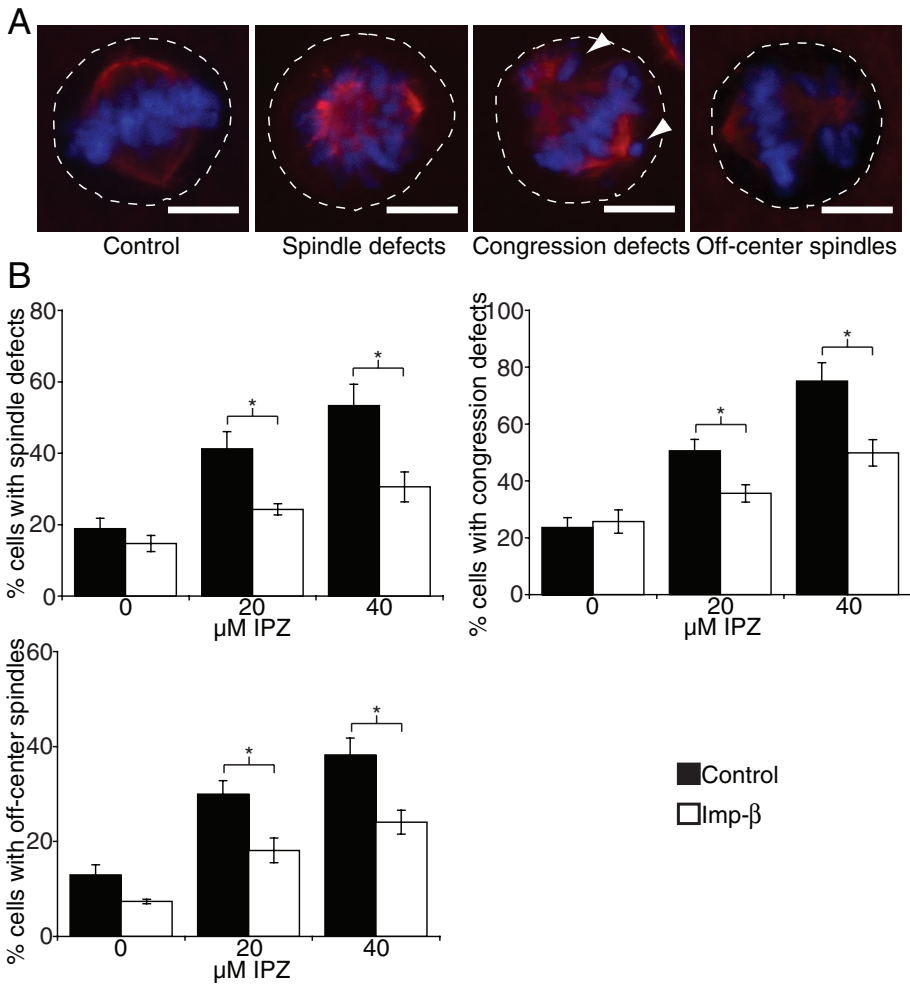 A
Control
Spindle defects
Congression defects
Off-center spindles
B
% cells with spindle defects
80
60
40
20
0
*
*
0
20
40
µM IPZ
% cells with congression defects
100
80
60
40
20
0
*
*
0
20
40
µM IPZ
% cells with off-center spindles
60
40
20
0
*
*
0
20
40
µM IPZ
Control
Imp-β